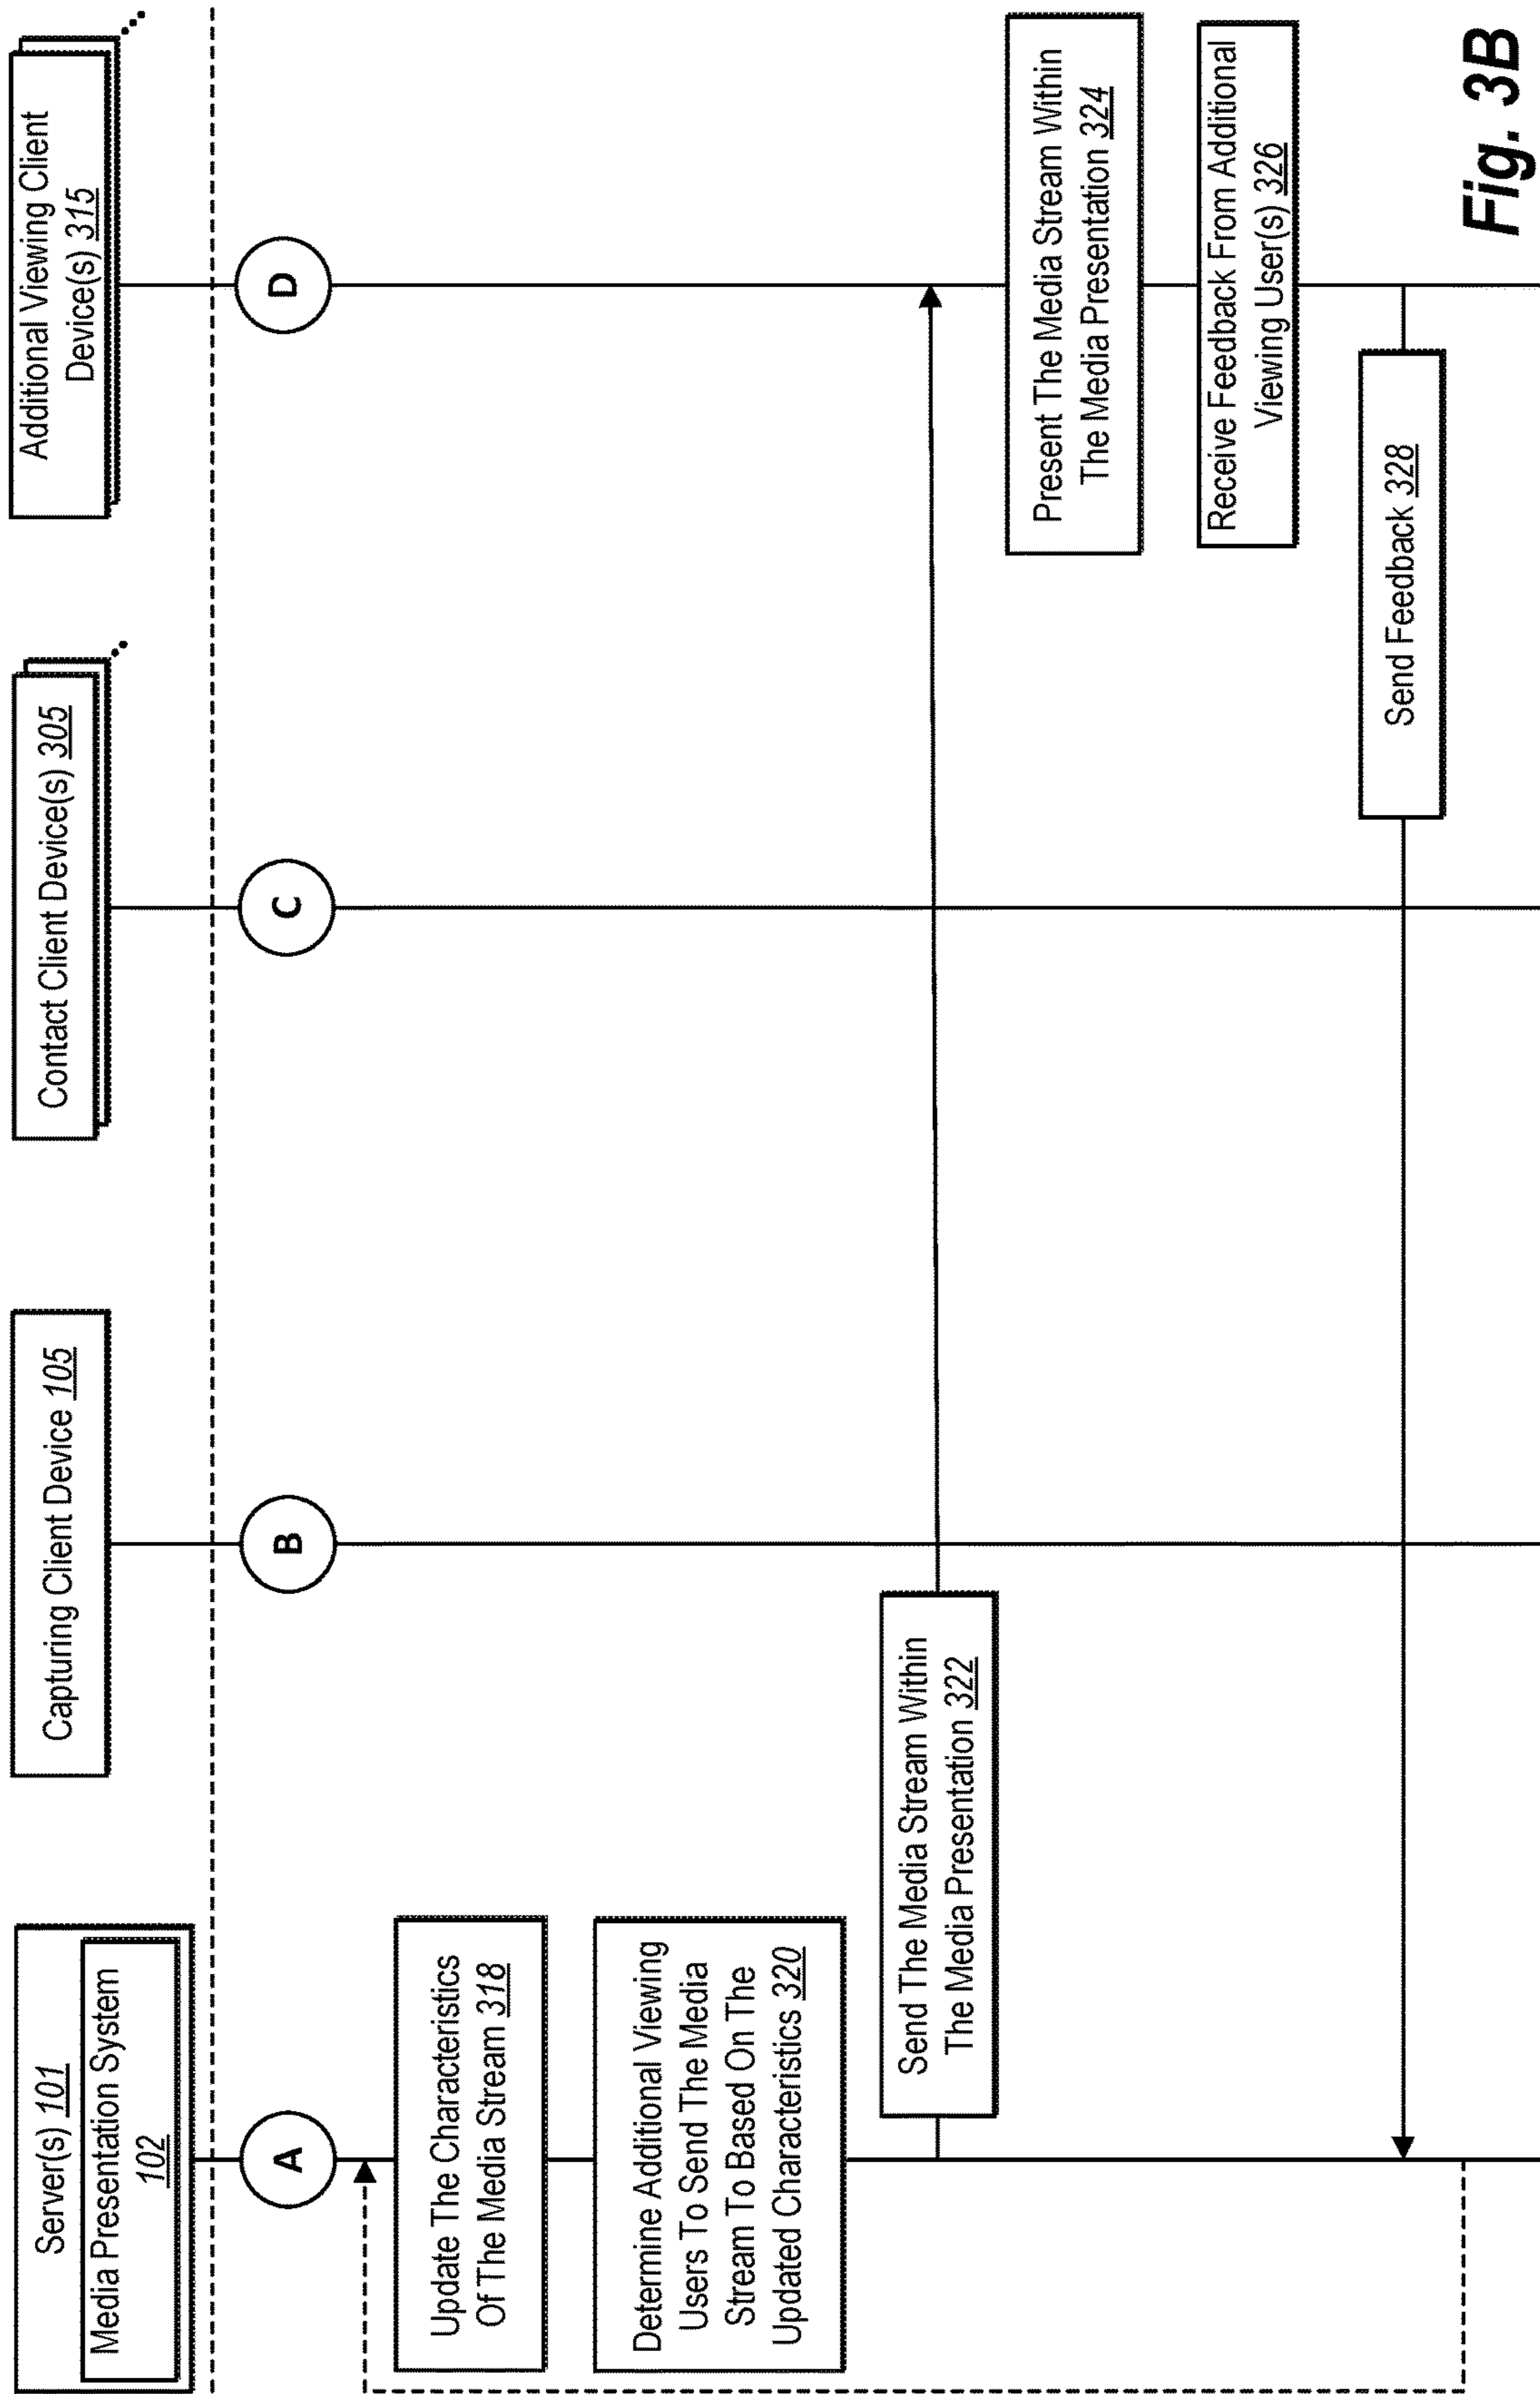 Server(s) 101
Media Presentation System
102
Capturing Client Device 105
Contact Client Device(s) 305
Additional Viewing Client
Device(s) 315
A
B
C
D
Update The Characteristics
Of The Media Stream 318
Determine Additional Viewing
Users To Send The Media
Stream To Based On The
Updated Characteristics 320
Send The Media Stream Within
The Media Presentation 322
Present The Media Stream Within
The Media Presentation 324
Receive Feedback From Additional
Viewing User(s) 326
Send Feedback 328
Fig. 3B